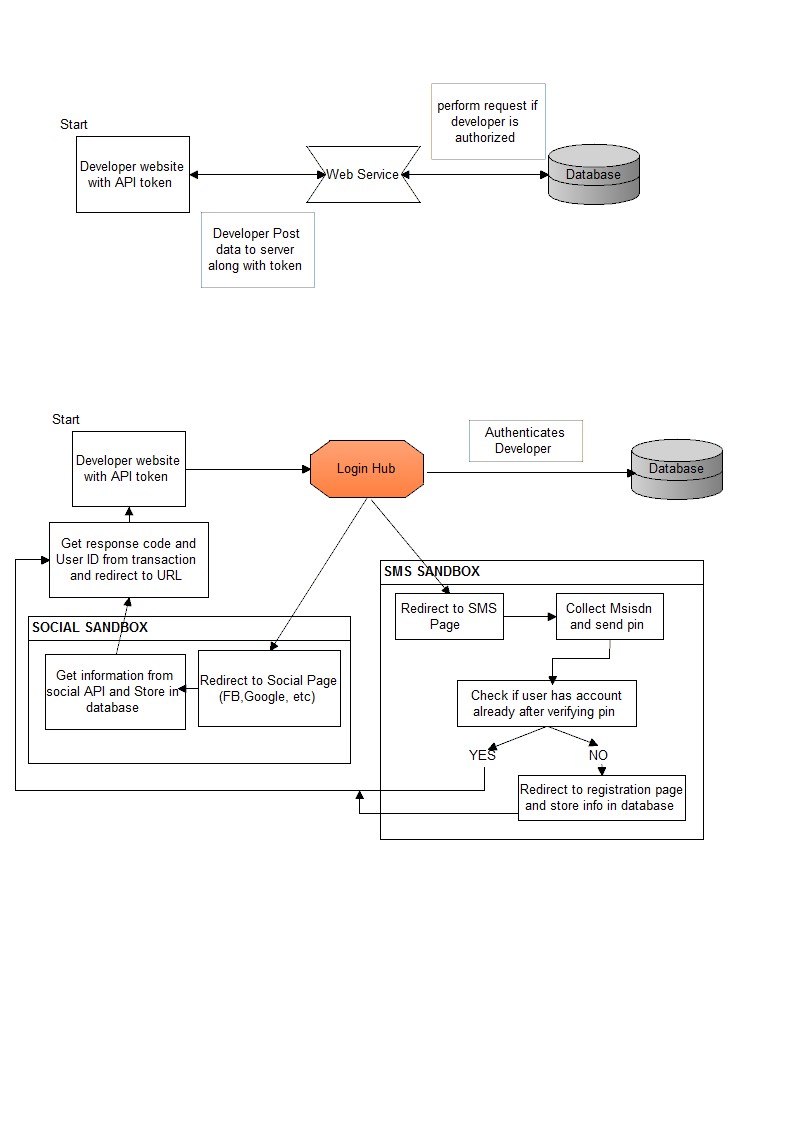 perform request if
developer is
authorized
Start
Developer website
with API token
Web Service
Database
Developer Post
data to server
along with token
Start
Authenticates
Developer
Developer website
with API token
Login Hub
Database
Get response code and
User ID from transaction
and redirect to URL
SMS SANDBOX
Redirect to SMS
Page
Collect Msisdn
and send pin
SOCIAL SANDBOX
Get information from
social API and Store in
database
Redirect to Social Page
(FB,Google, etc)
Check if user has account
already after verifying pin
YES
NO
Redirect to registration page
and store info in database